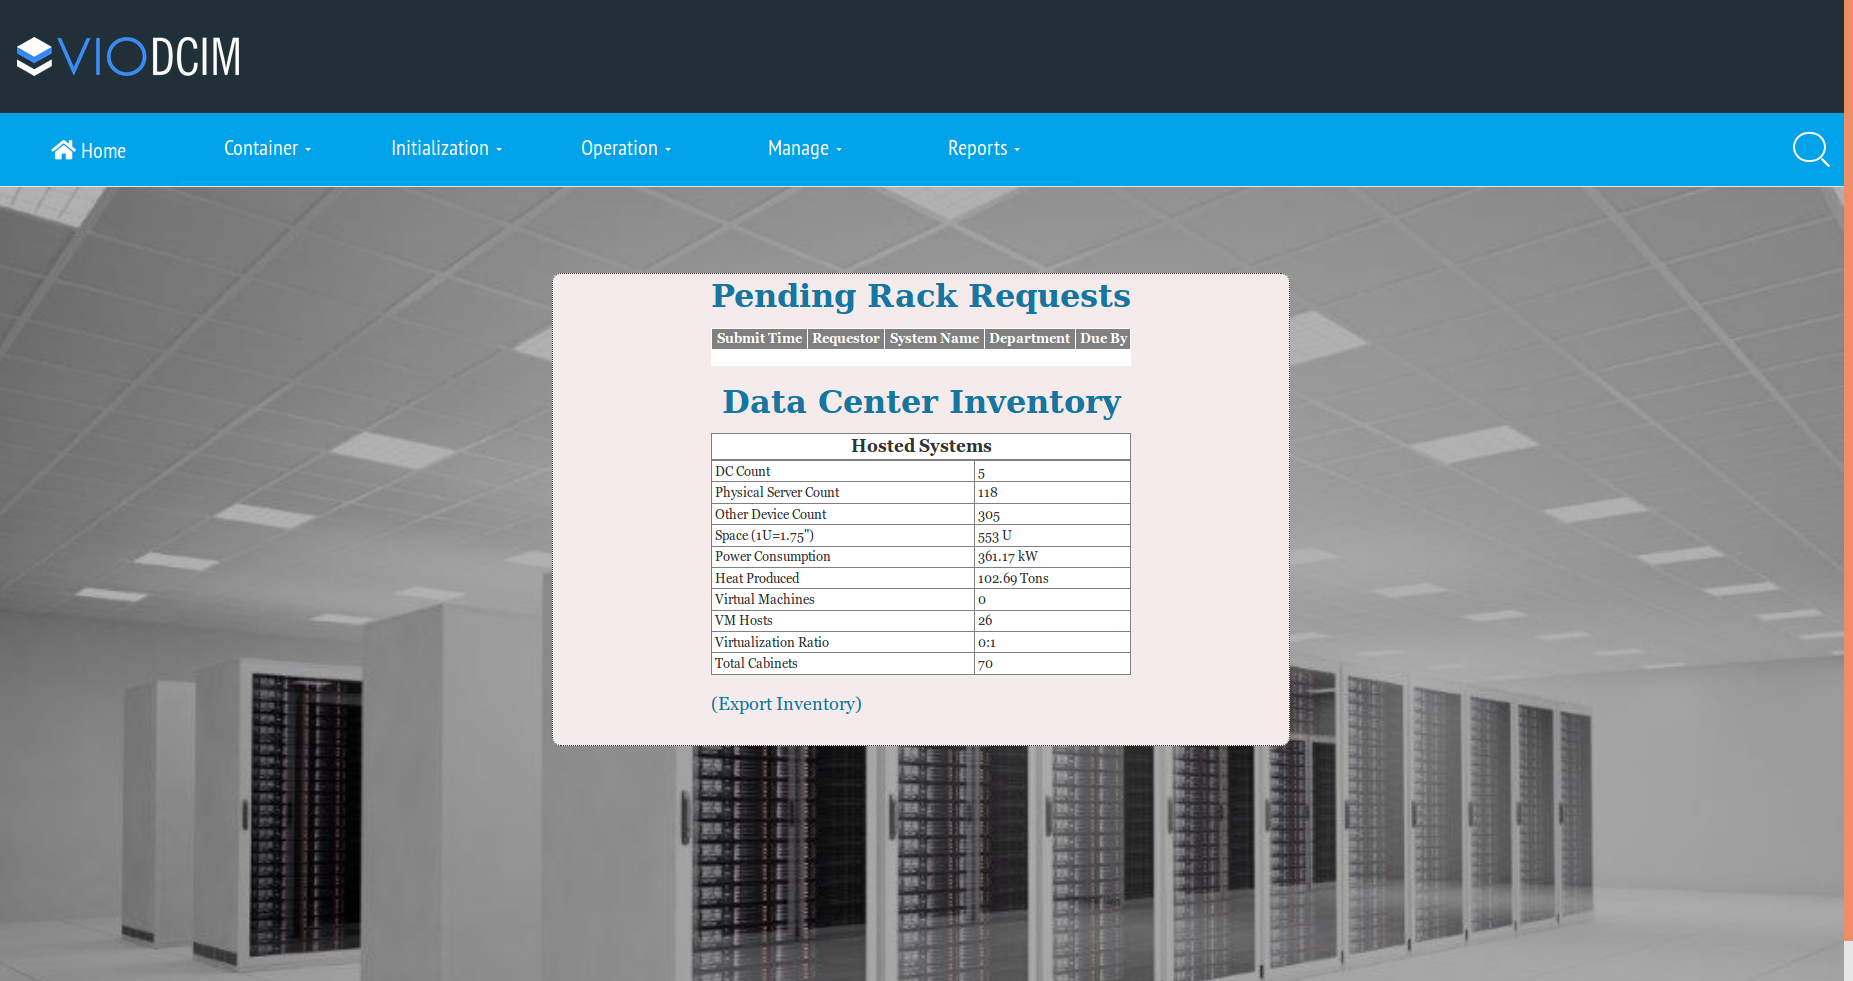 VIODCIM
Home Container Initialization Operation Manage Reports
Pending Rack Requests
Submit Time Requestor System Name Department Due By
Data Center Inventory
Hosted Systems
DC Count 5
Physical Server Count 118
Other Device Count 305
Space (1U=1.75") 553 U
Power Consumption 361.17 kW
Heat Produced 102.69 Tons
Virtual Machines 0
VM Hosts 26
Virtualization Ratio 0:1
Total Cabinets 70
(Export Inventory)